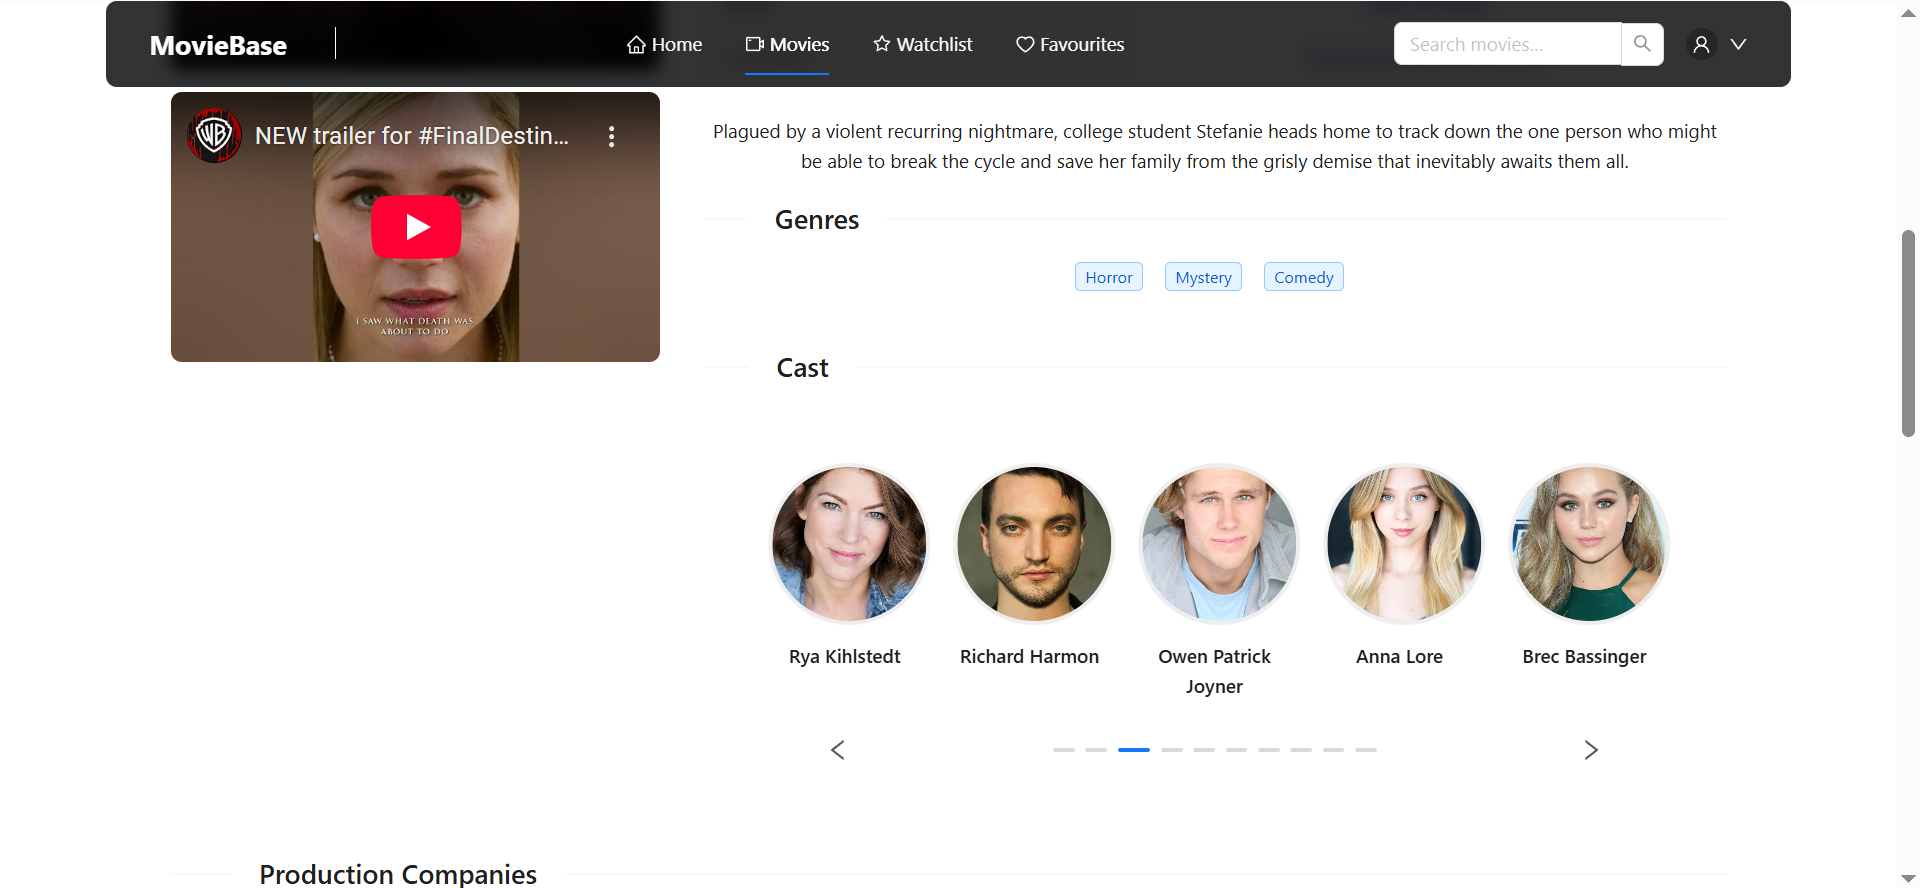 MovieBase
Home
Movies
Watchlist
Favourites
Search movies...
NEW trailer for #FinalDestin...
I SAW WHAT DEATH WAS
ABOUT TO DO
Plagued by a violent recurring nightmare, college student Stefanie heads home to track down the one person who might
be able to break the cycle and save her family from the grisly demise that inevitably awaits them all.
Genres
Horror
Mystery
Comedy
Cast
Rya Kihlstedt
Richard Harmon
Owen Patrick
Joyner
Anna Lore
Brec Bassinger
Production Companies